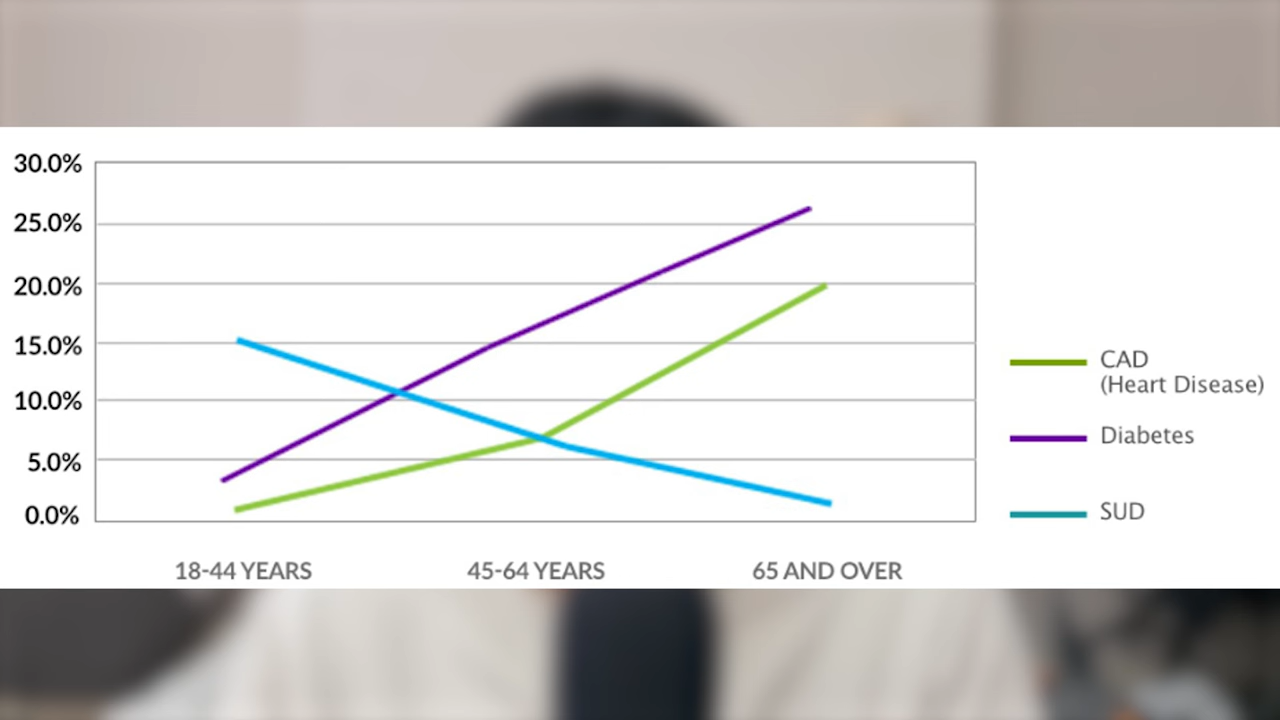 30.0%
25.0%
20.0%
15.0%
10.0%
5.0%
0.0%
18-44 YEARS
45-64 YEARS
65 AND OVER
CAD
(Heart Disease)
Diabetes
SUD